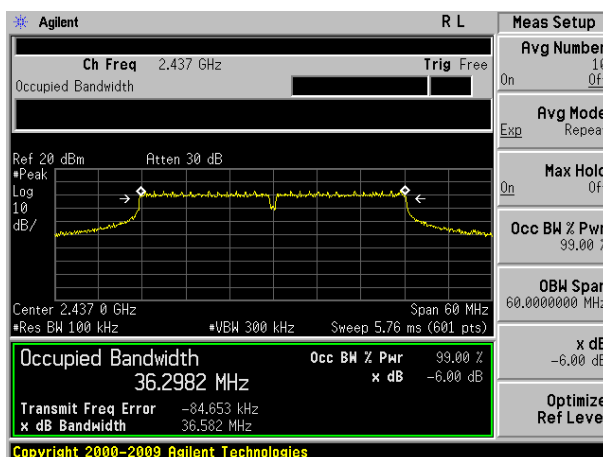 Agilent R L
Ch Freq 2.437 GHz Trig Free
Occupied Bandwidth
Ref 20 dBm Atten 30 dB
#Peak
Log
10
dB/
Center 2.437 0 GHz Span 60 MHz
#Res BW 100 kHz #VBW 300 kHz Sweep 5.76 ms (601 pts)
Occupied Bandwidth Occ BW % Pwr 99.00 %
36.2982 MHz x dB -6.00 dB
Transmit Freq Error -84.653 kHz
x dB Bandwidth 36.582 MHz
Copyright 2000-2009 Agilent Technologies
Meas Setup
Avg Number
10
On Of
Avg Mode
Exp Repea
Max Hold
On Of
Occ BW % Pwr
99.00 %
OBW Span
60.0000000 MHz
x dB
-6.00 dB
Optimize
Ref Leve